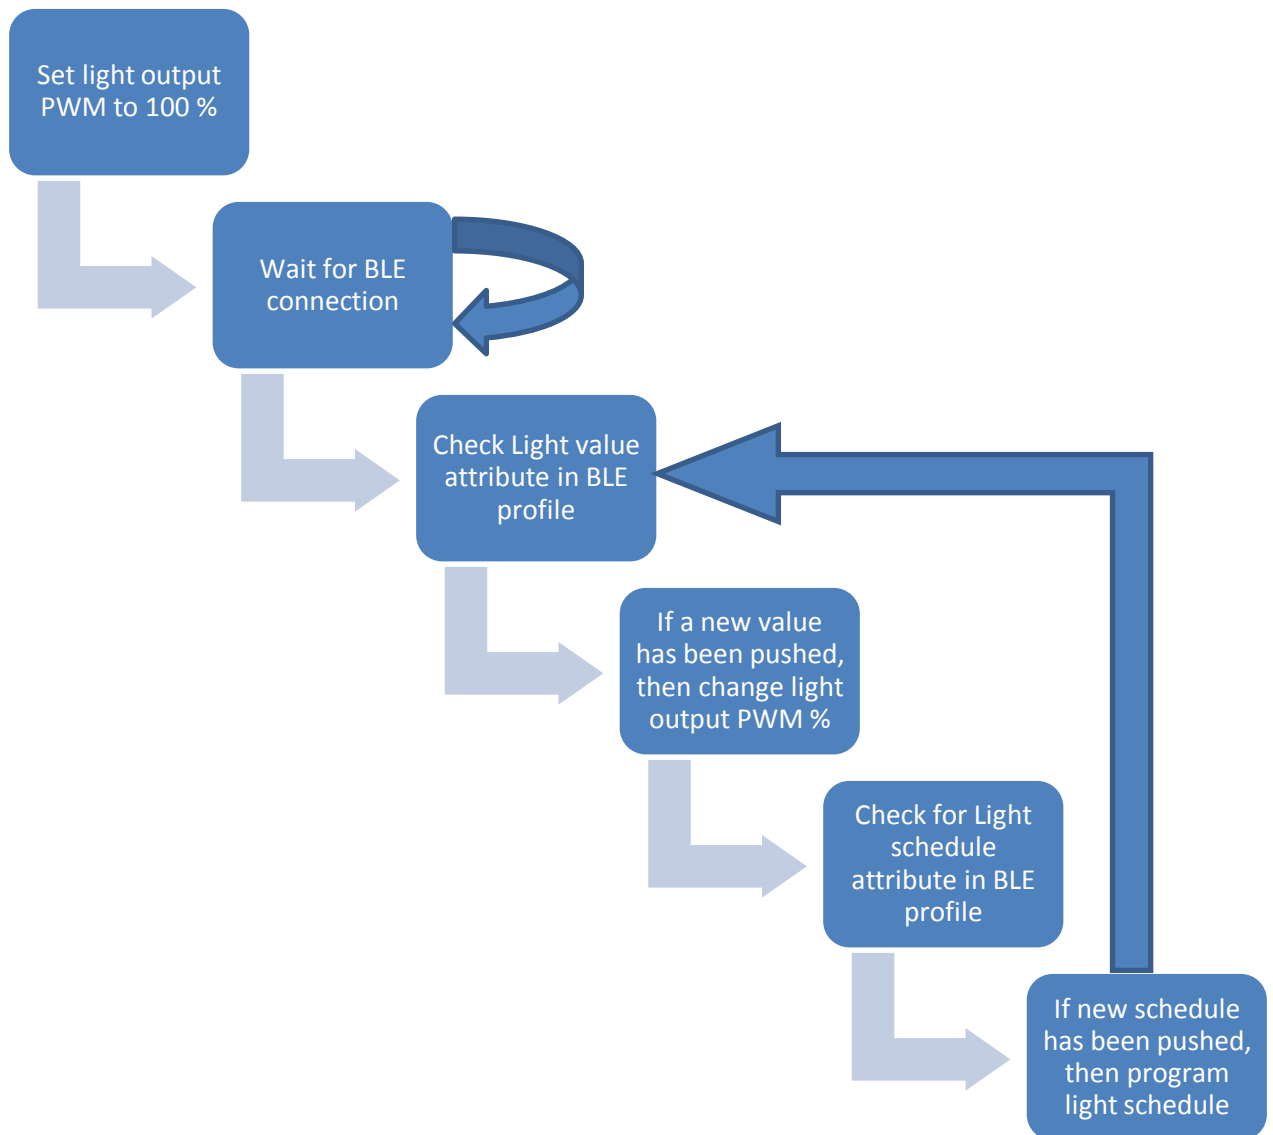 Set light output
PWM to 100 %
Wait for BLE
connection
Check Light value
attribute in BLE
profile
If a new value
has been pushed,
then change light
output PWM %
Check for Light
schedule
attribute in BLE
profile
If new schedule
has been pushed,
then program
light schedule